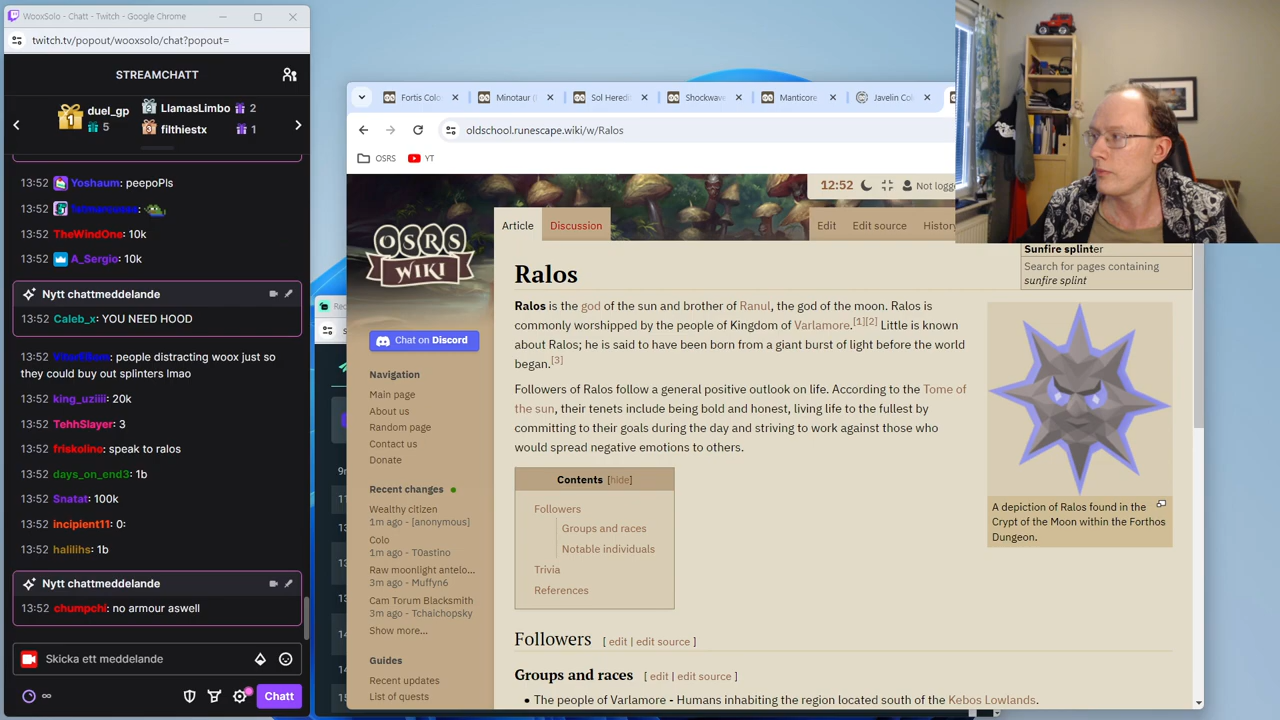 WooxSolo - Chatt - Twitch - Google Chrome
twitch.tv/popout/wooxsolo/chat?popout=
STREAMCHATT
1 duel_gp 5
2 LlamasLimbo 2
3 filthiestx 1
13:52 Yoshaum: peepoPls
13:52
13:52 TheWindOne: 10k
13:52 A_Sergio: 10k
Nytt chattmeddelande
13:52 Caleb_x: YOU NEED HOOD
13:52 people distracting woox just so
they could buy out splinters lmao
13:52 king_uziiii: 20k
13:52 TehhSlayer: 3
13:52 friskolino: speak to ralos
13:52 days_on_end3: 1b
13:52 Snatat: 100k
13:52 incipient11: 0:
13:52 halilihs: 1b
Nytt chattmeddelande
13:52 chumpchi: no armour aswell
Skicka ett meddelande
∞
Chatt
Rec
Fortis Colo
Minotaur (
Sol Heredi
Shockwave
Manticore
Javelin Col
oldschool.runescape.wiki/w/Ralos
OSRS
YT
12:52
Not logge
OSRS
WIKI
Article
Discussion
Edit
Edit source
History
Sunfire splinter
Search for pages containing
sunfire splint
Chat on Discord
Navigation
Main page
About us
Random page
Contact us
Donate
Recent changes
Wealthy citizen
1m ago - [anonymous]
Colo
1m ago - T0astino
Raw moonlight antelo...
3m ago - Muffyn6
Cam Torum Blacksmith
3m ago - Tchaichopsky
Show more...
Guides
Recent updates
List of quests
Ralos
Ralos is the god of the sun and brother of Ranul, the god of the moon. Ralos is
commonly worshipped by the people of Kingdom of Varlamore.[1][2] Little is known
about Ralos; he is said to have been born from a giant burst of light before the world
began.[3]
Followers of Ralos follow a general positive outlook on life. According to the Tome of
the sun, their tenets include being bold and honest, living life to the fullest by
committing to their goals during the day and striving to work against those who
would spread negative emotions to others.
A depiction of Ralos found in the
Crypt of the Moon within the Forthos
Dungeon.
Contents [hide]
Followers
Groups and races
Notable individuals
Trivia
References
Followers [ edit | edit source ]
Groups and races [ edit | edit source ]
• The people of Varlamore - Humans inhabiting the region located south of the Kebos Lowlands.